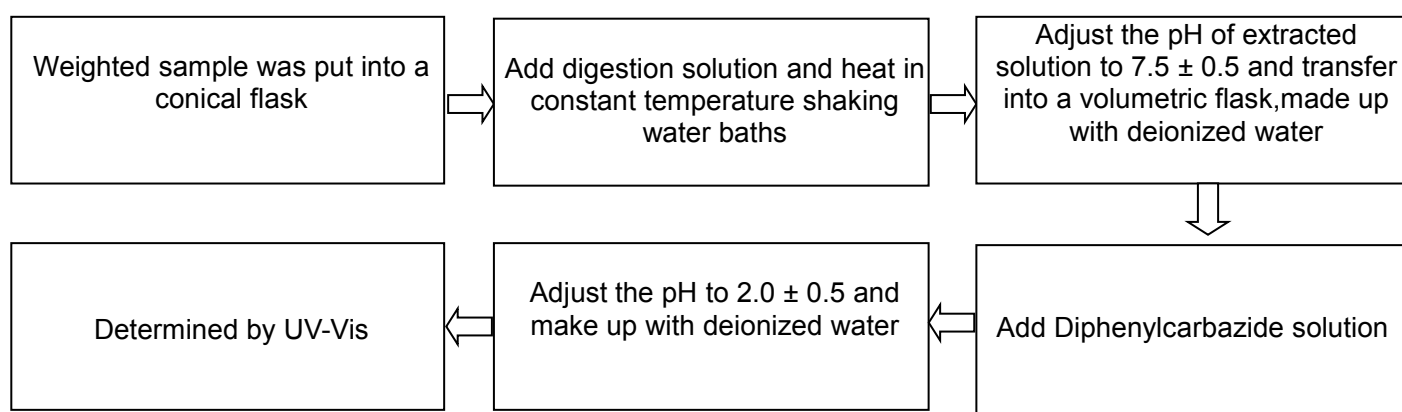 Weighted sample was put into a
conical flask
Add digestion solution and heat in
constant temperature shaking
water baths
Adjust the pH of extracted
solution to 7.5 ± 0.5 and transfer
into a volumetric flask,made up
with deionized water
Add Diphenylcarbazide solution
Adjust the pH to 2.0 ± 0.5 and
make up with deionized water
Determined by UV-Vis